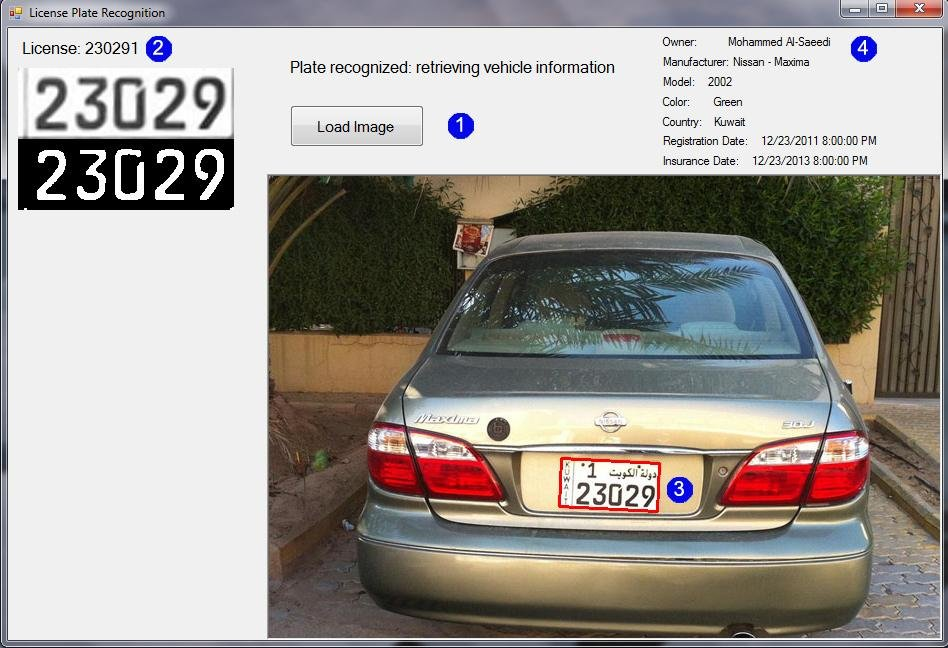 License Plate Recognition
License: 230291
2
23029
23029
Plate recognized: retrieving vehicle information
Load Image
1
Owner: Mohammed Al-Saeedi
4
Manufacturer: Nissan - Maxima
Model: 2002
Color: Green
Country: Kuwait
Registration Date: 12/23/2011 8:00:00 PM
Insurance Date: 12/23/2013 8:00:00 PM
Maxima
30J
KUWAIT
1 دولة الكويت
23029
3